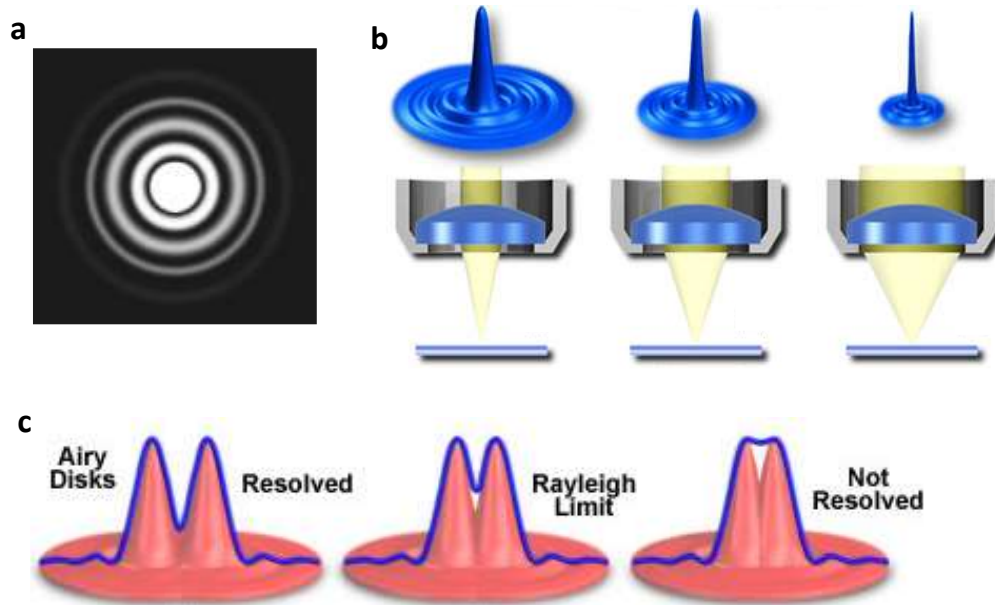 a
b
c
Airy
Disks
Resolved
Rayleigh
Limit
Not
Resolved